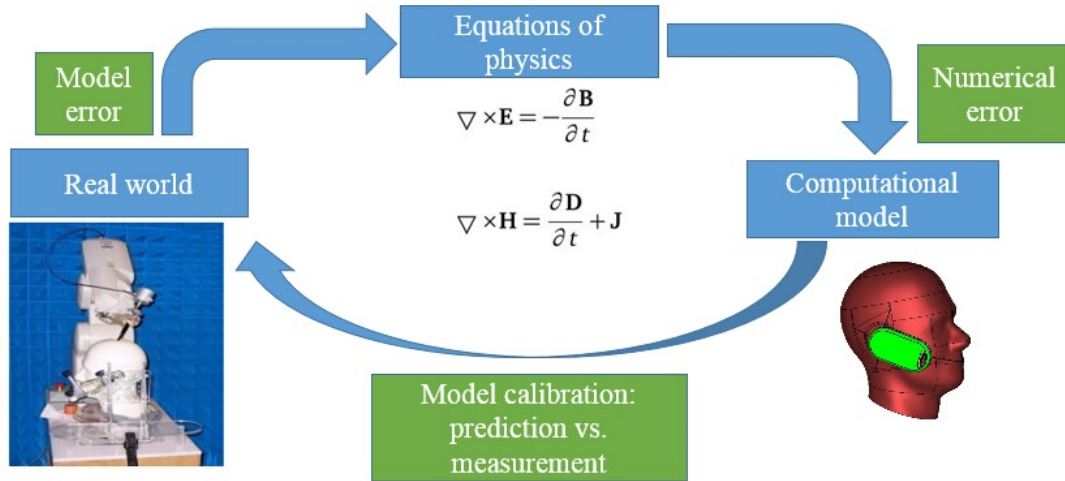 Equations of
physics
Model
error
Numerical
error
∇ ×E = −∂B/∂t
Real world
Computational
model
∇ ×H = ∂D/∂t + J
Model calibration:
prediction vs.
measurement